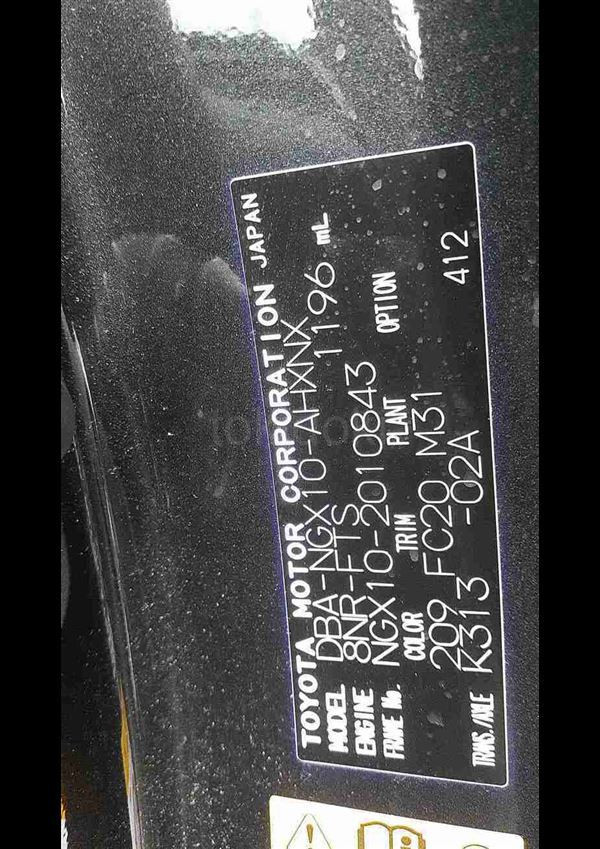 TOYOTA MOTOR CORPORATION JAPAN
MODEL DBA-NGX10-AHXNX
ENGINE 8NR-FTS 1196 mL
FRAME No. NGX10-2010843
COLOR TRIM PLANT OPTION
209 FC20 M31 412
TRANS./AXLE K313 -02A